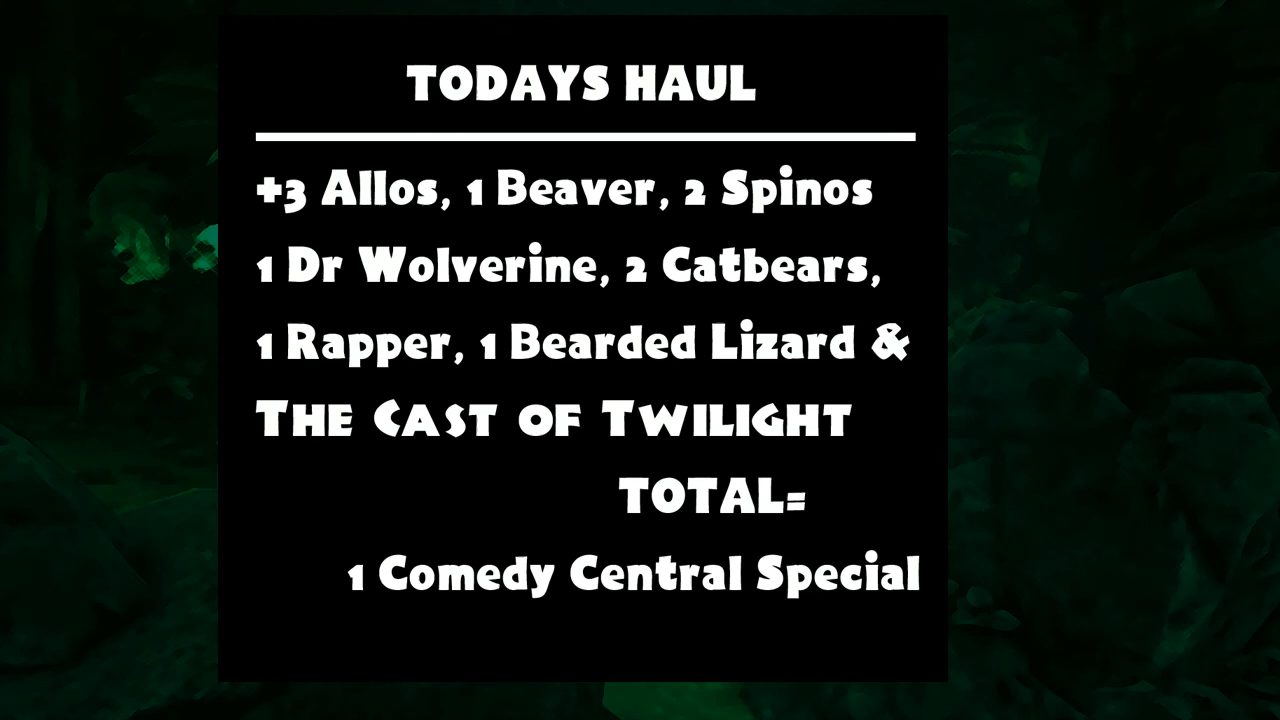 TODAYS HAUL
+3 Allos, 1 Beaver, 2 Spinos
1 Dr Wolverine, 2 Catbears,
1 Rapper, 1 Bearded Lizard &
THE CAST OF TWILIGHT
TOTAL=
1 Comedy Central Special